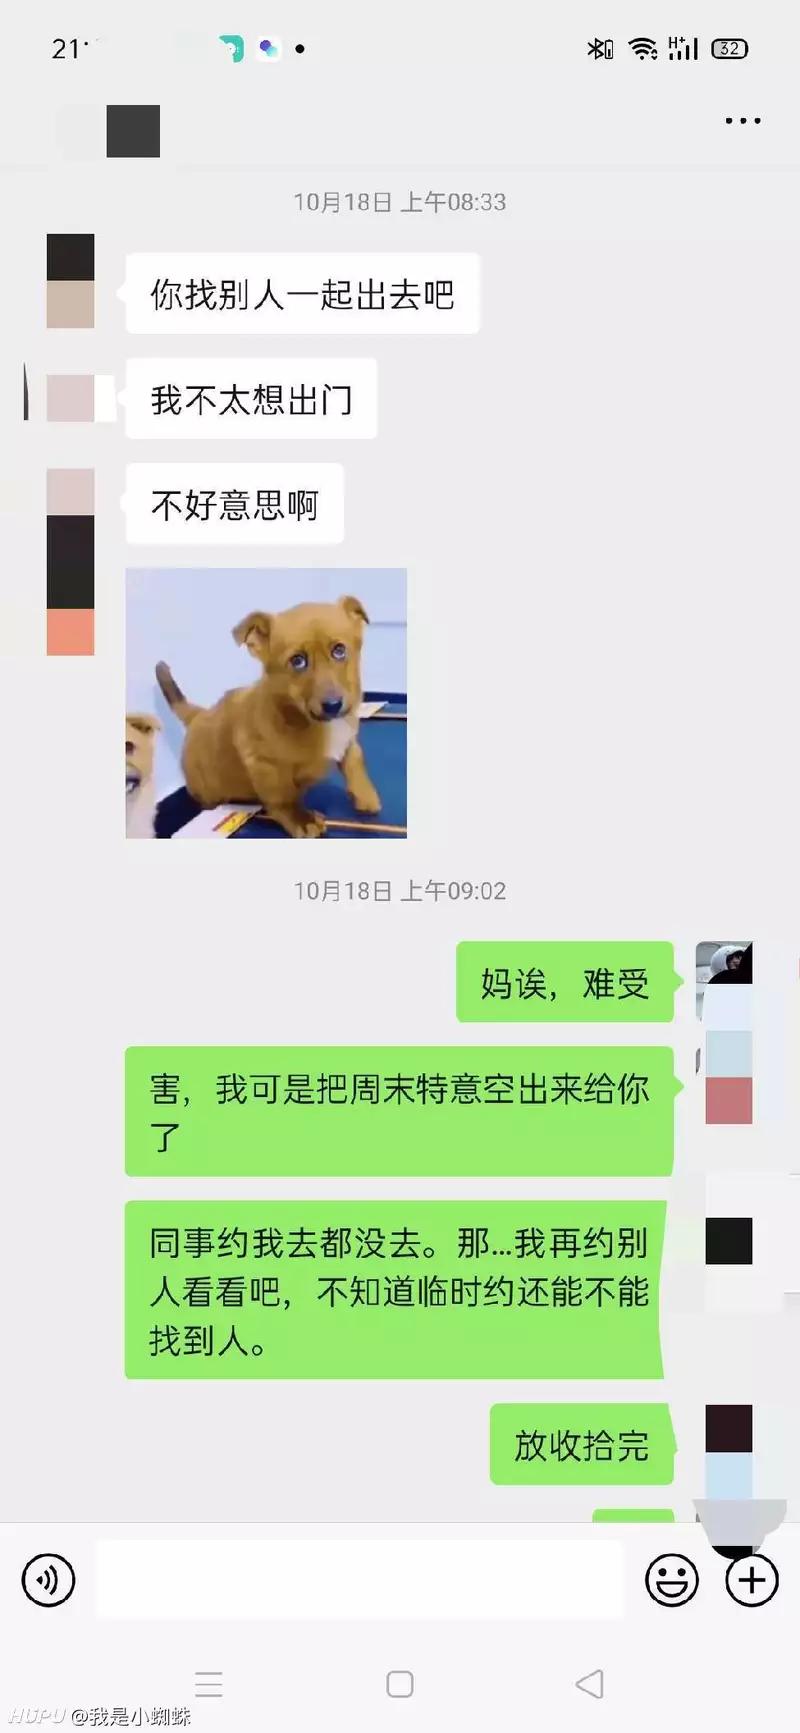 21:
H+
32
10月18日 上午08:33
你找别人一起出去吧
我不太想出门
不好意思啊
10月18日 上午09:02
妈诶，难受
害，我可是把周末特意空出来给你
了
同事约我去都没去。那...我再约别
人看看吧，不知道临时约还能不能
找到人。
放收拾完
HUPU @我是小蜘蛛